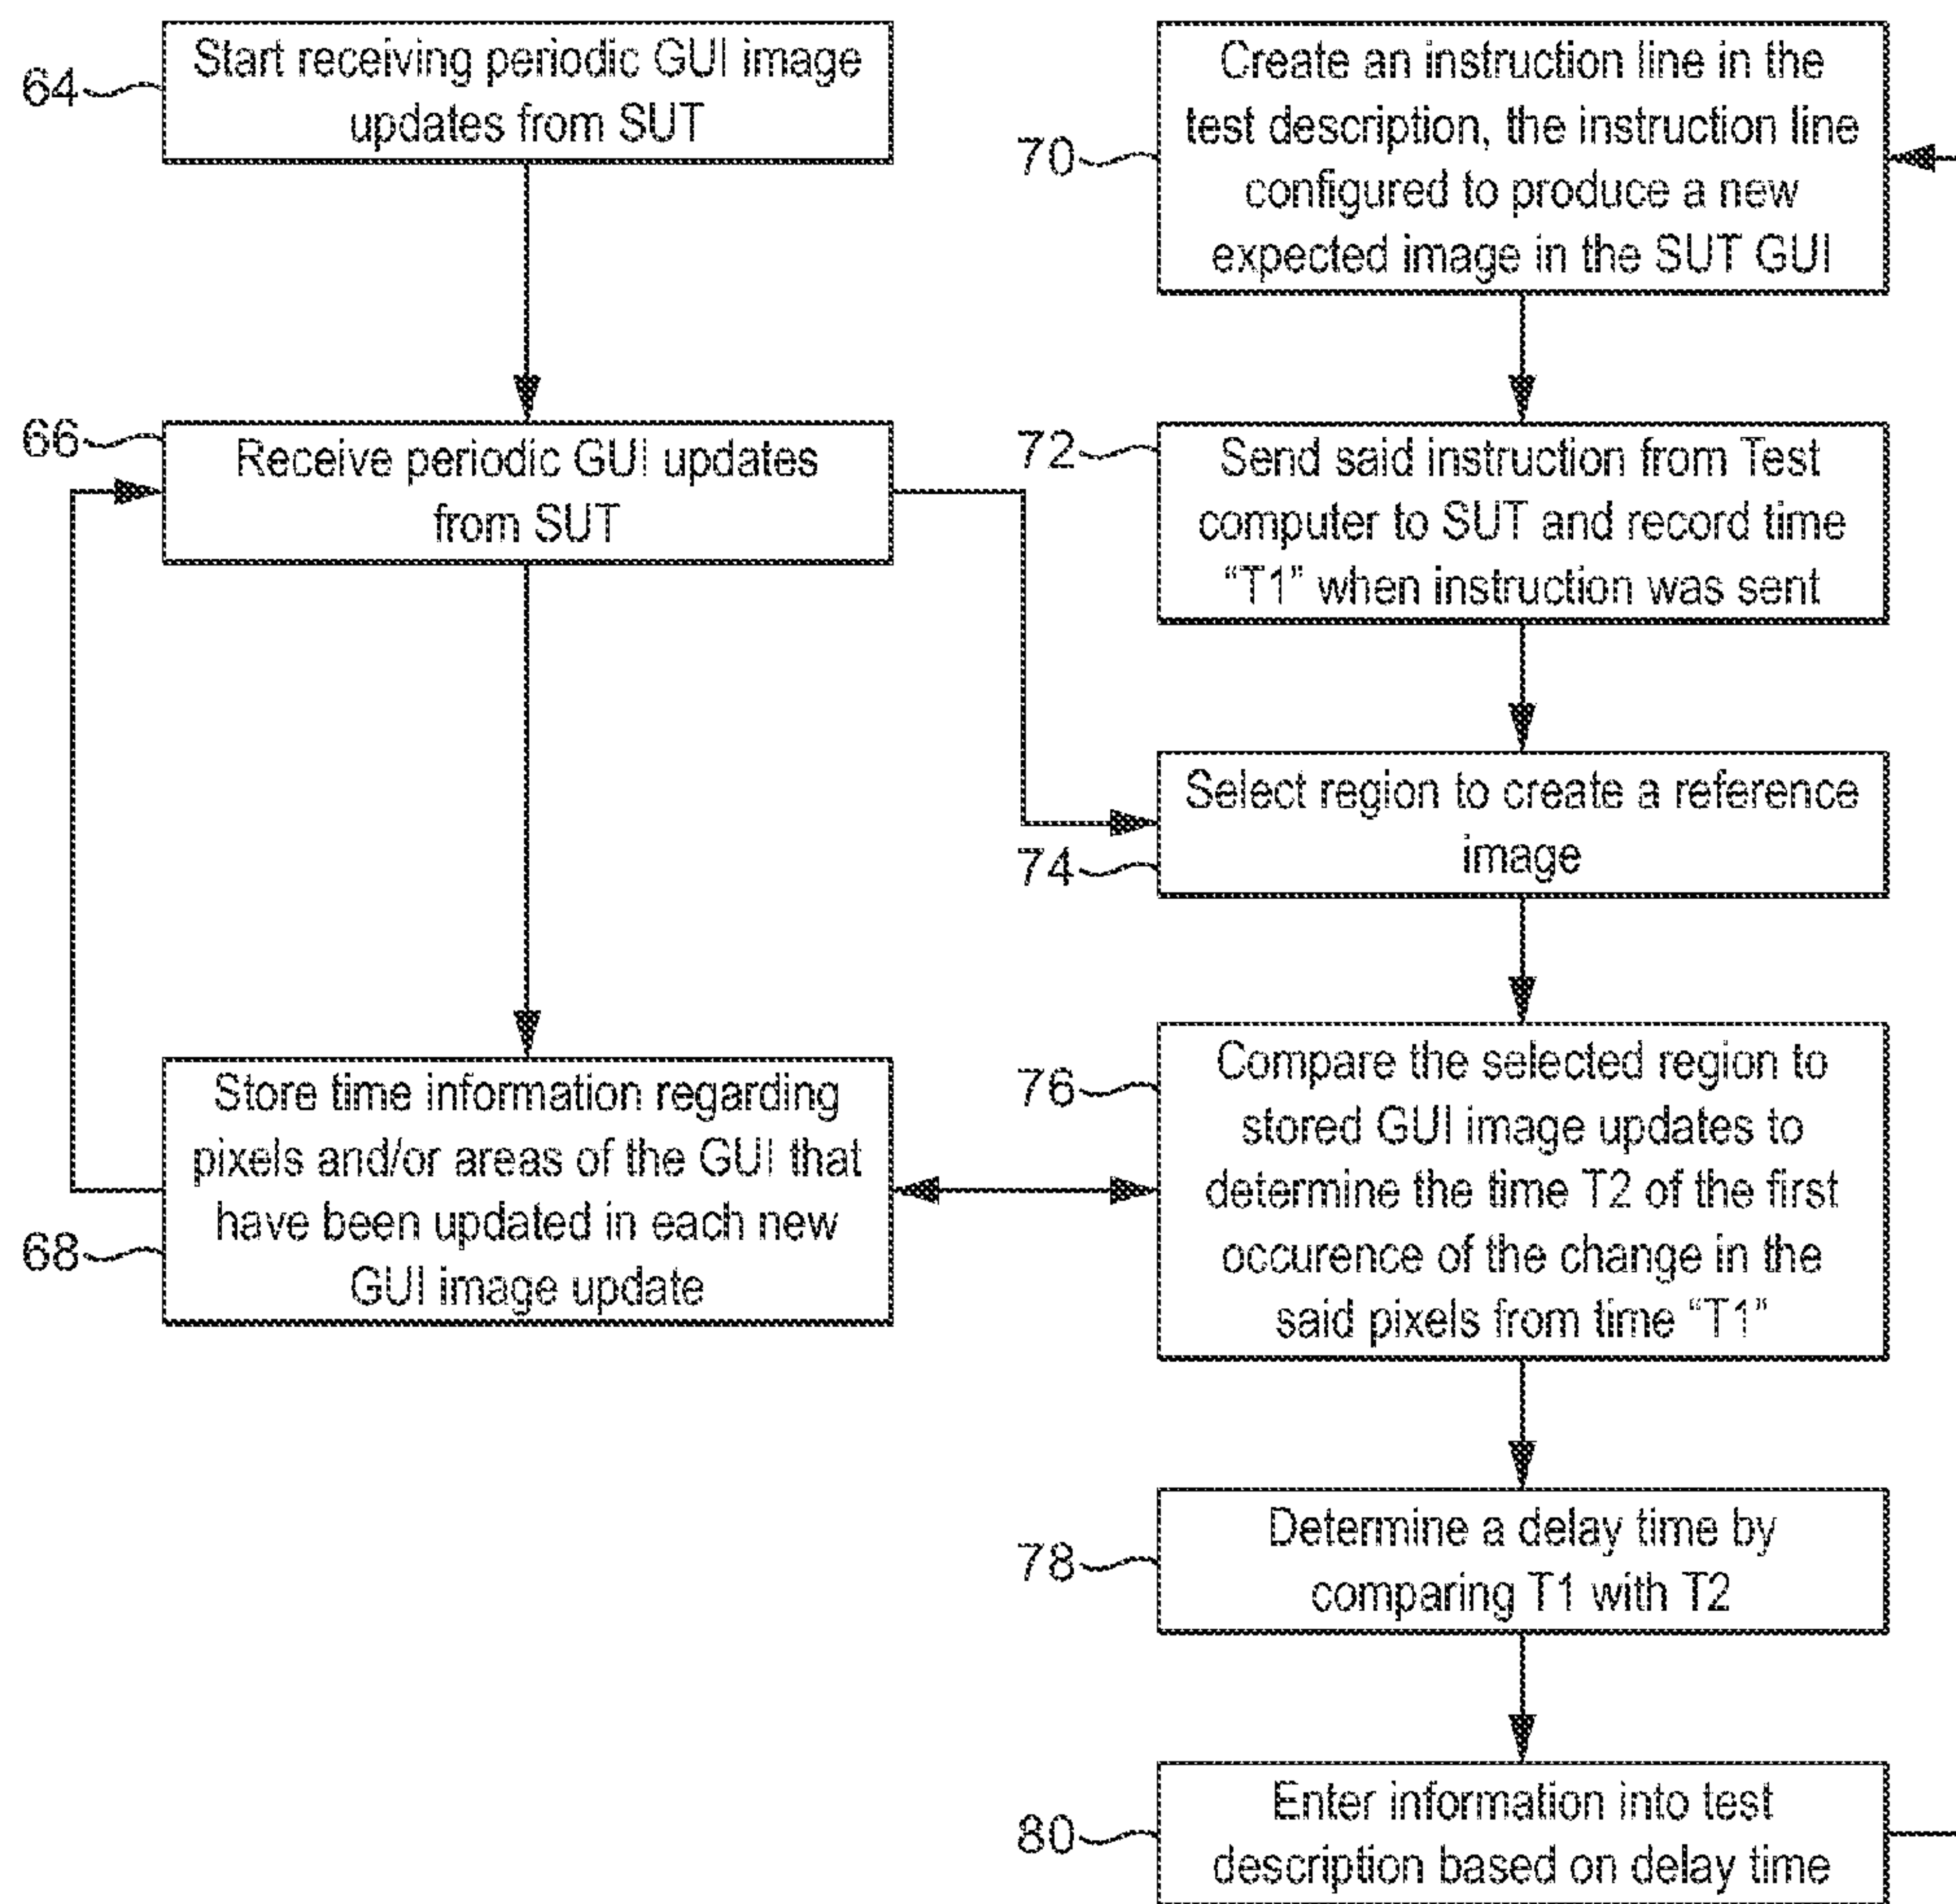 64
Start receiving periodic GUI image
updates from SUT
66
Receive periodic GUI updates
from SUT
68
Store time information regarding
pixels and/or areas of the GUI that
have been updated in each new
GUI image update
70
Create an instruction line in the
test description, the instruction line
configured to produce a new
expected image in the SUT GUI
72
Send said instruction from Test
computer to SUT and record time
“T1” when instruction was sent
74
Select region to create a reference
image
76
Compare the selected region to
stored GUI image updates to
determine the time T2 of the first
occurence of the change in the
said pixels from time “T1”
78
Determine a delay time by
comparing T1 with T2
80
Enter information into test
description based on delay time